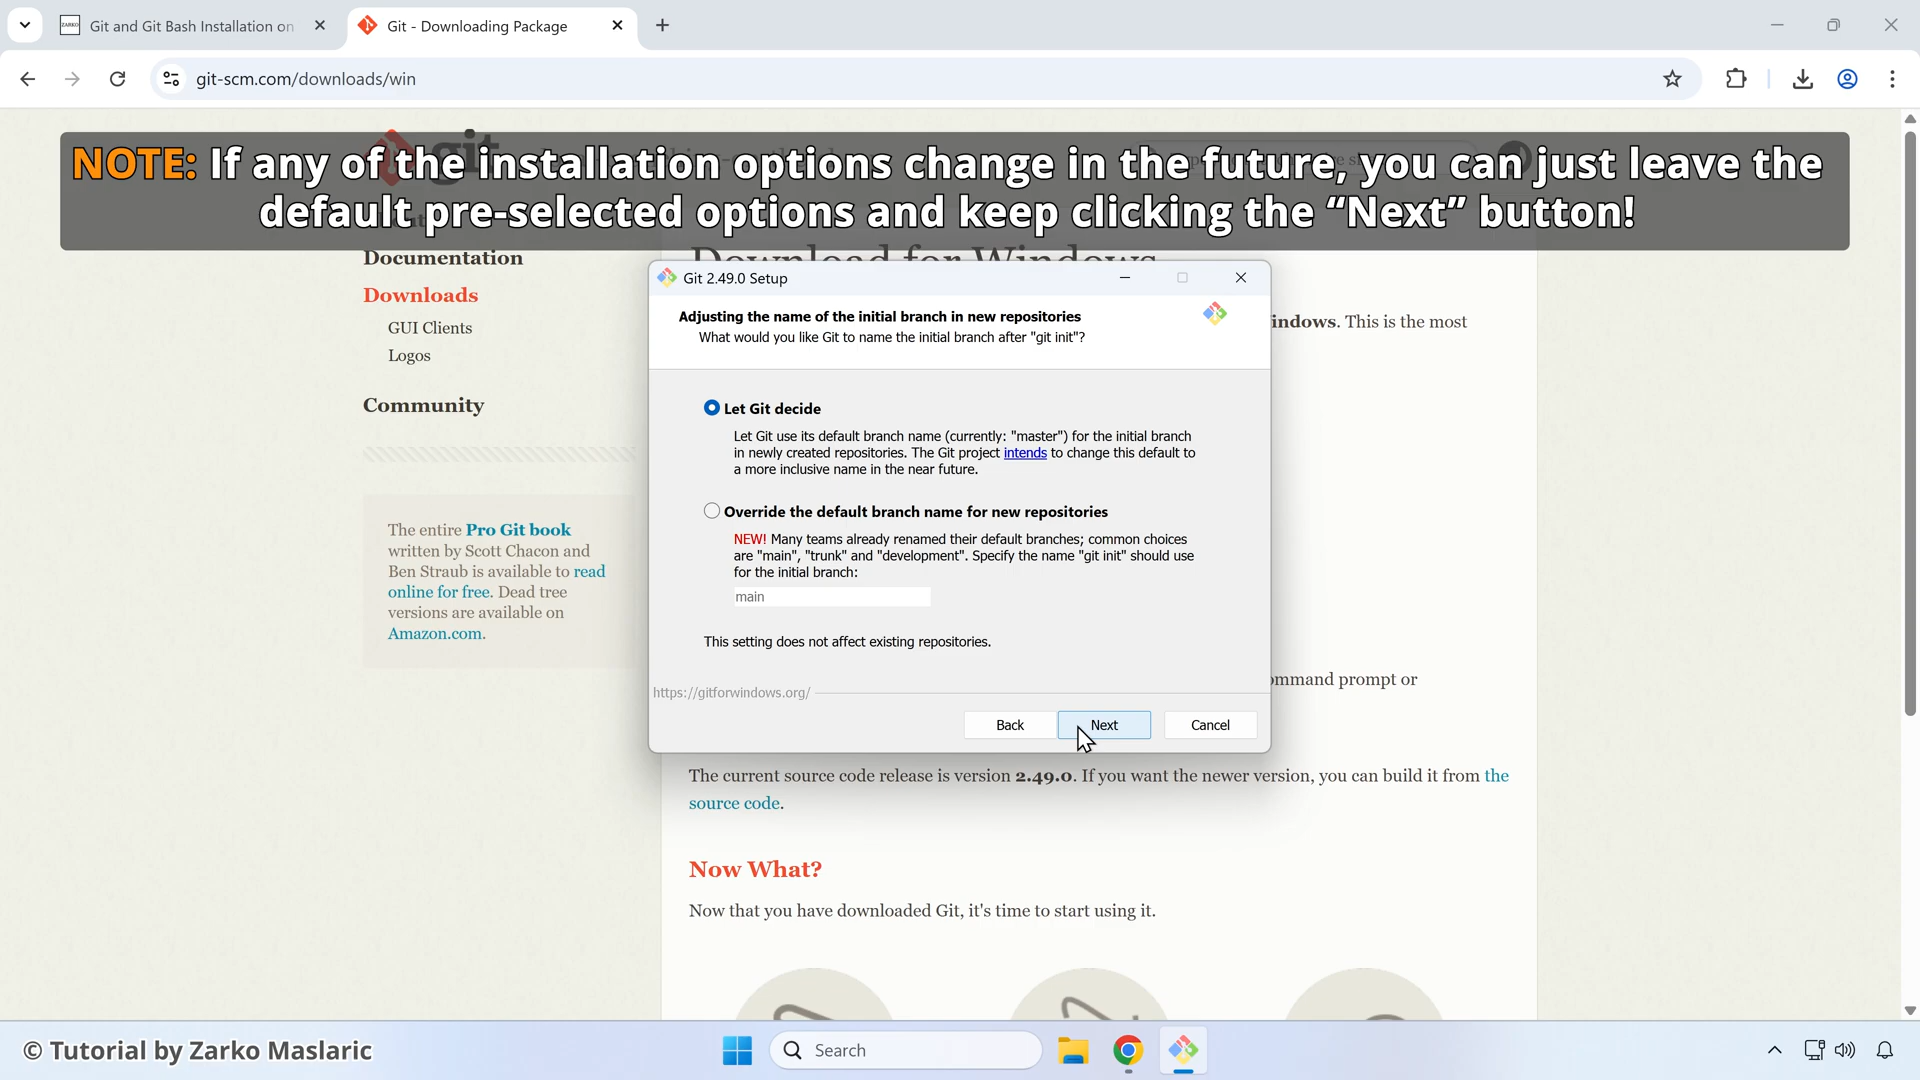 Git and Git Bash Installation on
Git - Downloading Package
git-scm.com/downloads/win
NOTE: If any of the installation options change in the future, you can just leave the
default pre-selected options and keep clicking the “Next” button!
Documentation
Downloads
GUI Clients
Logos
Community
The entire Pro Git book
written by Scott Chacon and
Ben Straub is available to read
online for free. Dead tree
versions are available on
Amazon.com.
Download for Windows
indows. This is the most
Git 2.49.0 Setup
Adjusting the name of the initial branch in new repositories
What would you like Git to name the initial branch after "git init"?
Let Git decide
Let Git use its default branch name (currently: "master") for the initial branch
in newly created repositories. The Git project intends to change this default to
a more inclusive name in the near future.
Override the default branch name for new repositories
NEW! Many teams already renamed their default branches; common choices
are "main", "trunk" and "development". Specify the name "git init" should use
for the initial branch:
main
This setting does not affect existing repositories.
https://gitforwindows.org/
Back
Next
Cancel
ommand prompt or
The current source code release is version 2.49.0. If you want the newer version, you can build it from the
source code.
Now What?
Now that you have downloaded Git, it's time to start using it.
© Tutorial by Zarko Maslaric
Search